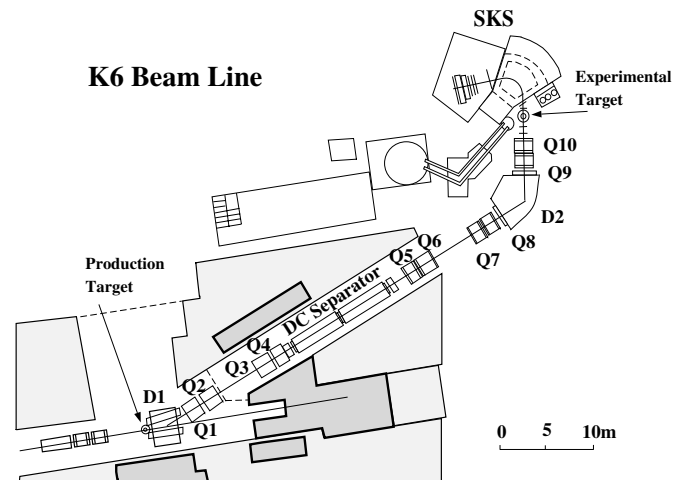 SKS
K6 Beam Line
Experimental
Target
Q10
Q9
D2
Q8
Q7
Q6
Q5
DC Separator
Production
Target
Q4
Q3
Q2
D1
Q1
0 5 10m